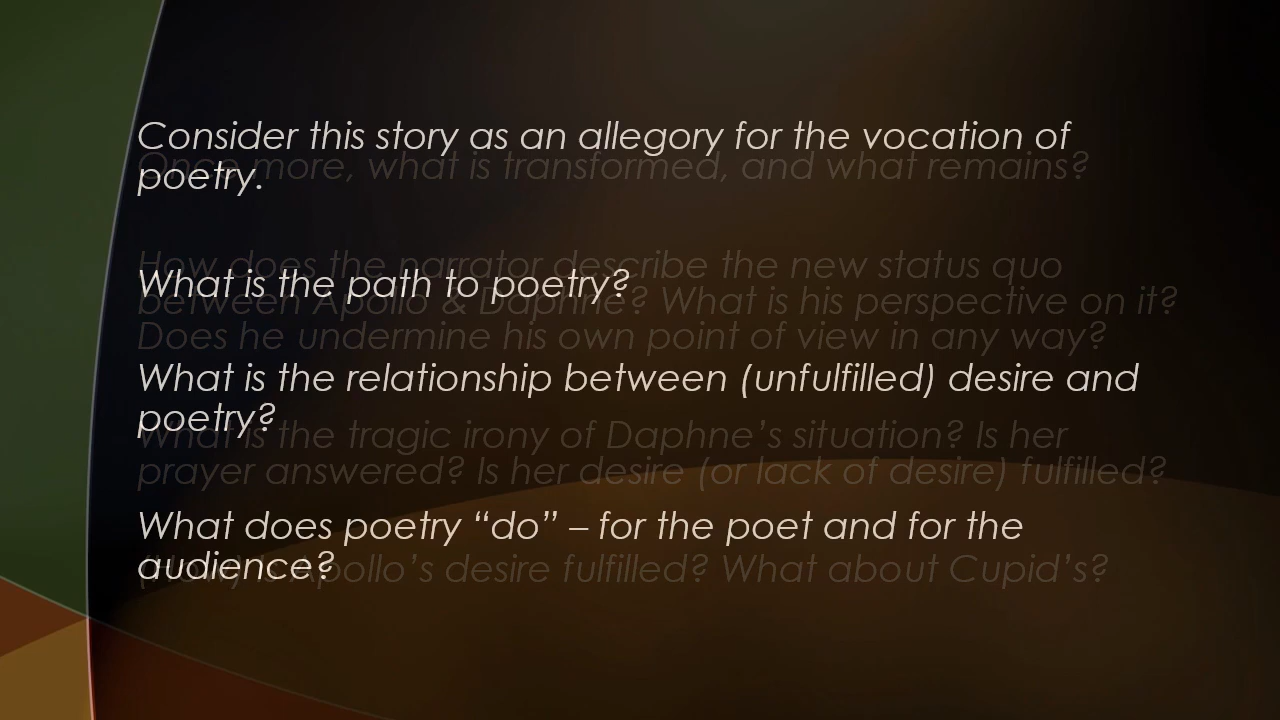 Consider this story as an allegory for the vocation of
Once more, what is transformed, and what remains?
poetry.
How does the narrator describe the new status quo
What is the path to poetry?
between Apollo & Daphne? What is his perspective on it?
Does he undermine his own point of view in any way?
What is the relationship between (unfulfilled) desire and
poetry?
What is the tragic irony of Daphne’s situation? Is her
prayer answered? Is her desire (or lack of desire) fulfilled?
What does poetry “do” – for the poet and for the
audience?
Apollo’s desire fulfilled? What about Cupid’s?